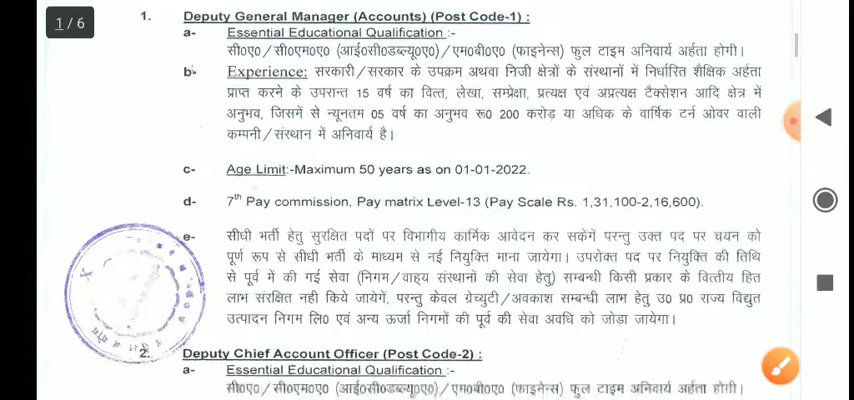 1/6
1. Deputy General Manager (Accounts) (Post Code-1) :
a- Essential Educational Qualification :-
सी0ए0/सी0एम0ए0 (आई0सी0डब्ल्यू0ए0)/एम0बी0ए0 (फाइनेन्स) फुल टाइम अनिवार्य अर्हता होगी।
b- Experience: सरकारी/सरकार के उपक्रम अथवा निजी क्षेत्रों के संस्थानों में निर्धारित शैक्षिक अर्हता
प्राप्त करने के उपरान्त 15 वर्ष का वित्त, लेखा, सम्प्रेक्षा, प्रत्यक्ष एवं अप्रत्यक्ष टैक्सेशन आदि क्षेत्र में
अनुभव, जिसमें से न्यूनतम 05 वर्ष का अनुभव रू0 200 करोड़ या अधिक के वार्षिक टर्न ओवर वाली
कम्पनी/संस्थान में अनिवार्य है।
c- Age Limit:-Maximum 50 years as on 01-01-2022.
d- 7th Pay commission, Pay matrix Level-13 (Pay Scale Rs. 1,31,100-2,16,600).
e- सीधी भर्ती हेतु सुरक्षित पदों पर विभागीय कार्मिक आवेदन कर सकेगें परन्तु उक्त पद पर चयन को
पूर्ण रूप से सीधी भर्ती के माध्यम से नई नियुक्ति माना जायेगा। उपरोक्त पद पर नियुक्ति की तिथि
से पूर्व में की गई सेवा (निगम/वाहय संस्थानों की सेवा हेतु) सम्बन्धी किसी प्रकार के वित्तीय हित
लाभ संरक्षित नही किये जायेगें, परन्तु केवल ग्रेच्युटी/अवकाश सम्बन्धी लाभ हेतु उ0 प्र0 राज्य विद्युत
उत्पादन निगम लि0 एवं अन्य ऊर्जा निगमों की पूर्व की सेवा अवधि को जोड़ा जायेगा।
2. Deputy Chief Account Officer (Post Code-2) :
a- Essential Educational Qualification :-
सी0ए0/सी0एम0ए0 (आई0सी0डब्ल्यू0ए0)/एम0बी0ए0 (फाइनेन्स) फुल टाइम अनिवार्य अर्हता होगी।